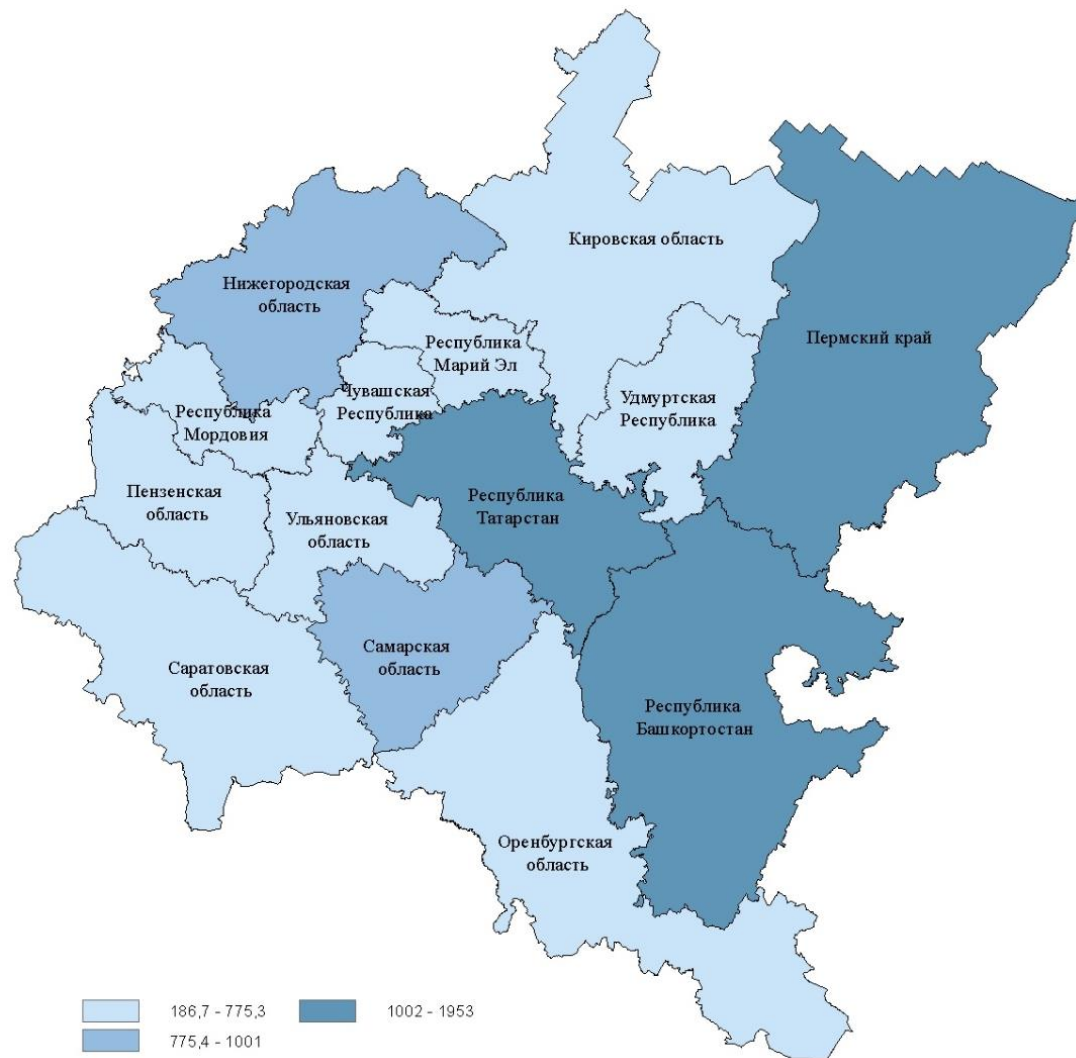 Кировская область
Нижегородская
область
Пермский край
Республика
Марий Эл
Чувашская
Республика
Удмуртская
Республика
Республика
Мордовия
Пензенская
область
Республика
Татарстан
Ульяновская
область
Самарская
область
Саратовская
область
Республика
Башкортостан
Оренбургская
область
186,7 - 775,3
1002 - 1953
775,4 - 1001